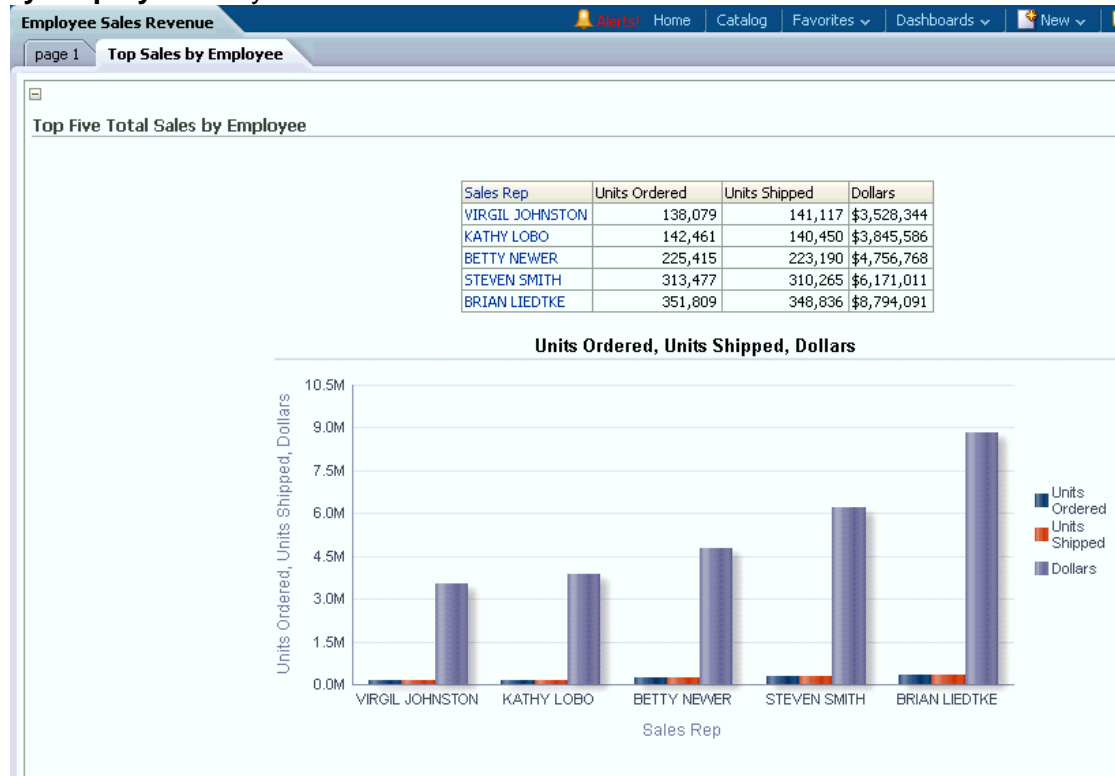 Employee Sales Revenue
Alerts! Home Catalog Favorites Dashboards New
page 1 Top Sales by Employee
Top Five Total Sales by Employee
Sales Rep Units Ordered Units Shipped Dollars
VIRGIL JOHNSTON 138,079 141,117 $3,528,344
KATHY LOBO 142,461 140,450 $3,845,586
BETTY NEWER 225,415 223,190 $4,756,768
STEVEN SMITH 313,477 310,265 $6,171,011
BRIAN LIEDTKE 351,809 348,836 $8,794,091
Units Ordered, Units Shipped, Dollars
Units Ordered, Units Shipped, Dollars
10.5M
9.0M
7.5M
6.0M
4.5M
3.0M
1.5M
0.0M
VIRGIL JOHNSTON KATHY LOBO BETTY NEWER STEVEN SMITH BRIAN LIEDTKE
Sales Rep
Units
Ordered
Units
Shipped
Dollars